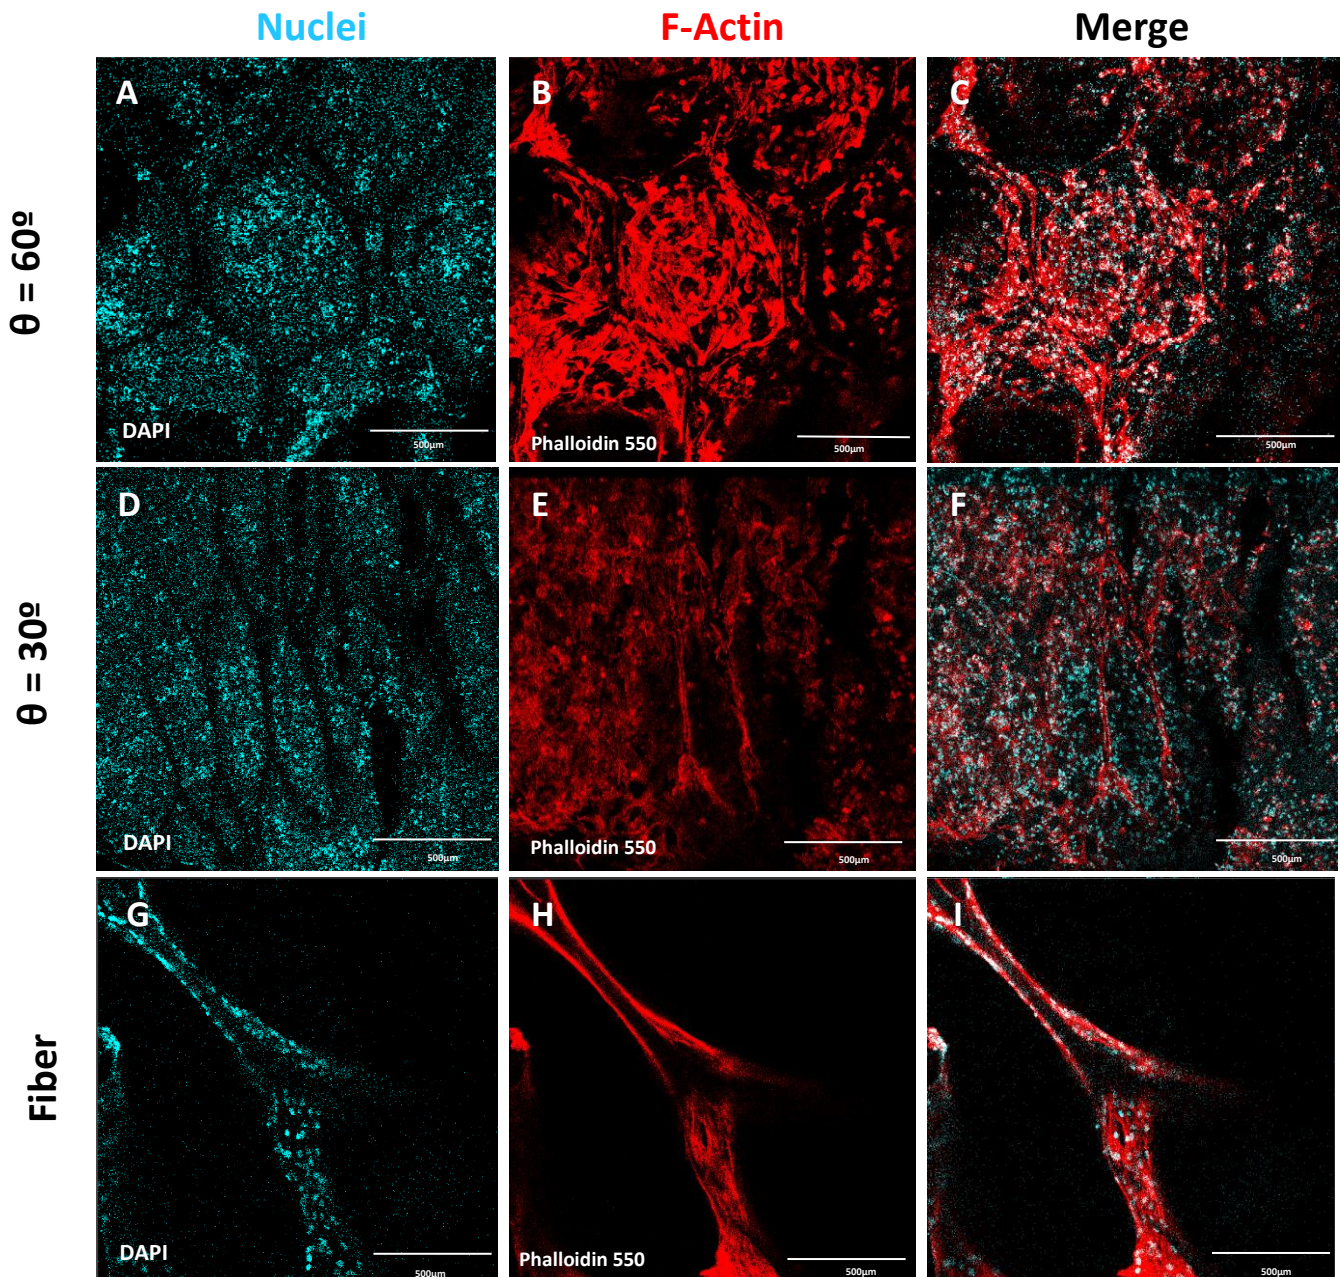 Nuclei F-Actin Merge
θ = 60º
A B C
DAPI 500µm Phalloidin 550 500µm 500µm
θ = 30º
D E F
DAPI 500µm Phalloidin 550 500µm 500µm
Fiber
G H I
DAPI 500µm Phalloidin 550 500µm 500µm